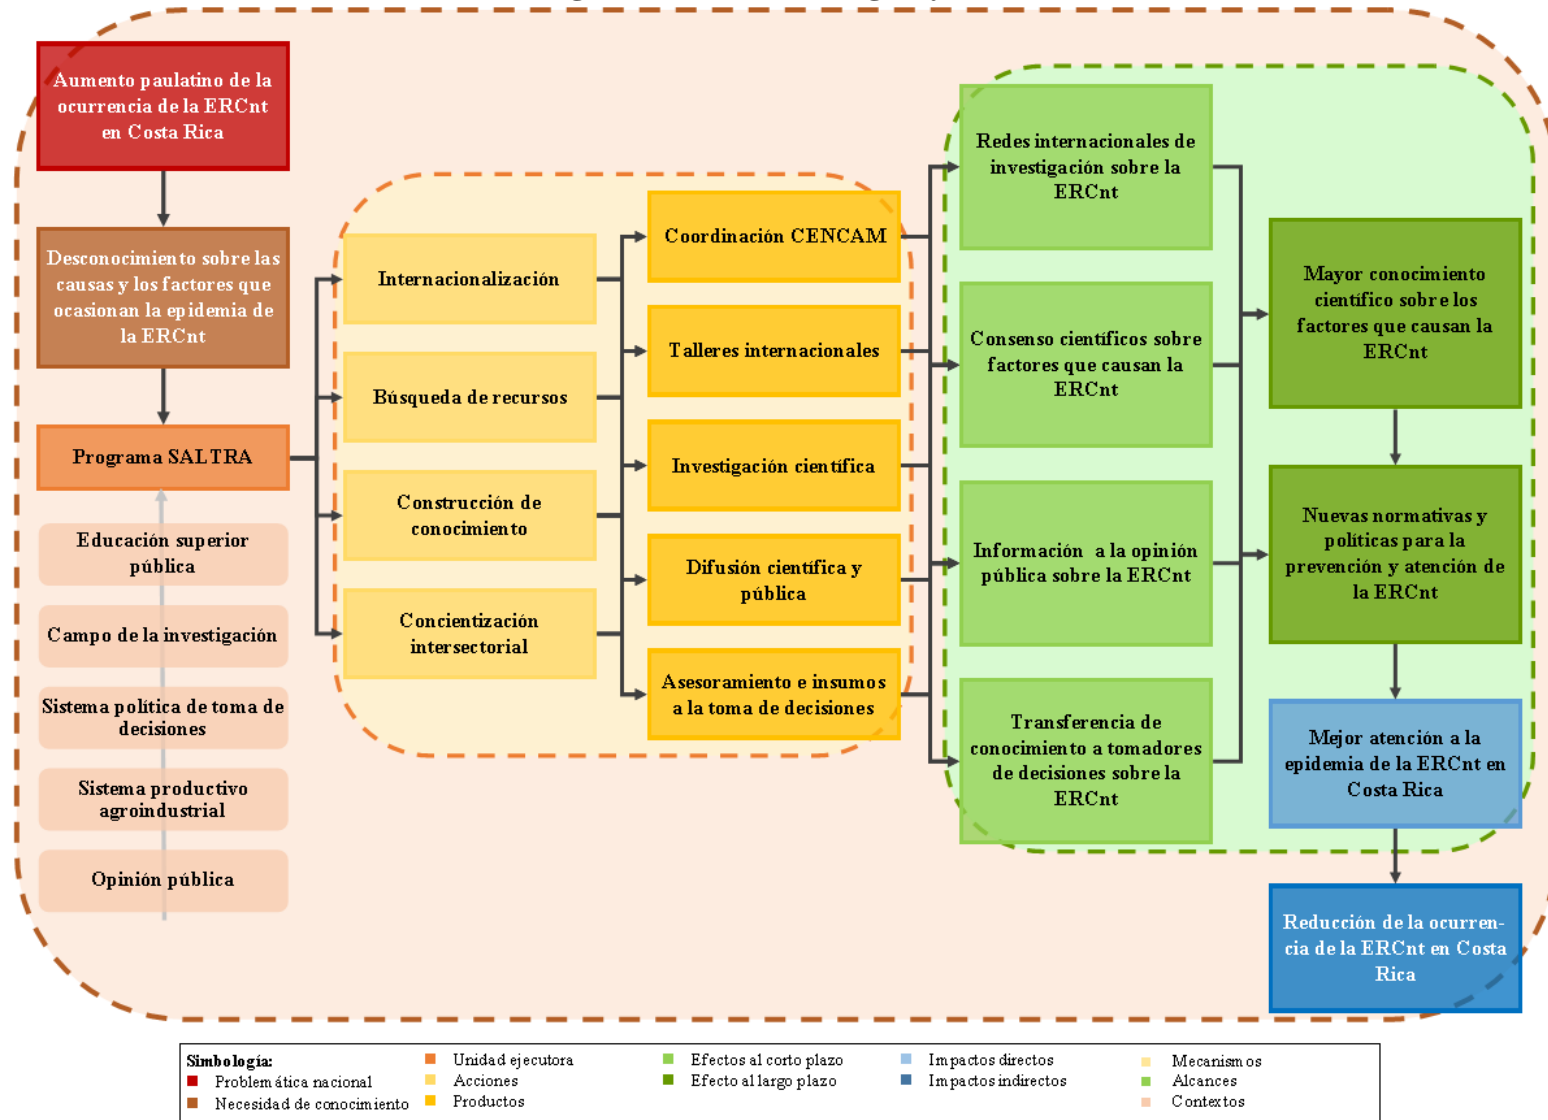 Aumento paulatino de la
ocurrencia de la ERCnt
en Costa Rica
Desconocimiento sobre las
causas y los factores que
ocasionan la epidemia de
la ERCnt
Programa SALTRA
Educación superior
pública
Campo de la investigación
Sistema política de toma de
decisiones
Sistema productivo
agroindustrial
Opinión pública
Internacionalización
Búsqueda de recursos
Construcción de
conocimiento
Concientización
intersectorial
Coordinación CENCAM
Talleres internacionales
Investigación científica
Difusión científica y
pública
Asesoramiento e insumos
a la toma de decisiones
Redes internacionales de
investigación sobre la
ERCnt
Consenso científicos sobre
factores que causan la
ERCnt
Información a la opinión
pública sobre la ERCnt
Transferencia de
conocimiento a tomadores
de decisiones sobre la
ERCnt
Mayor conocimiento
científico sobre los
factores que causan la
ERCnt
Nuevas normativas y
políticas para la
prevención y atención de
la ERCnt
Mejor atención a la
epidemia de la ERCnt en
Costa Rica
Reducción de la ocurren-
cia de la ERCnt en Costa
Rica
Simbología:
Problemática nacional
Necesidad de conocimiento
Unidad ejecutora
Acciones
Productos
Efectos al corto plazo
Efecto al largo plazo
Impactos directos
Impactos indirectos
Mecanismos
Alcances
Contextos